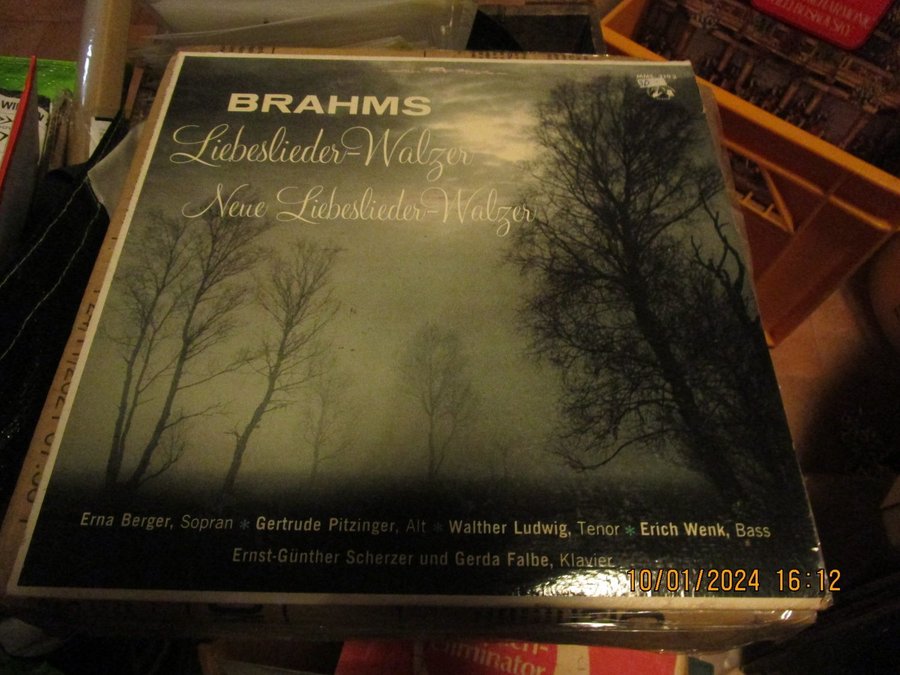 BRAHMS
Liebeslieder-Walzer
Neue Liebeslieder-Walzer
Erna Berger, Sopran * Gertrude Pitzinger, Alt * Walther Ludwig, Tenor * Erich Wenk, Bass
Ernst-Günther Scherzer und Gerda Falbe, Klavier
10/01/2024 16:12